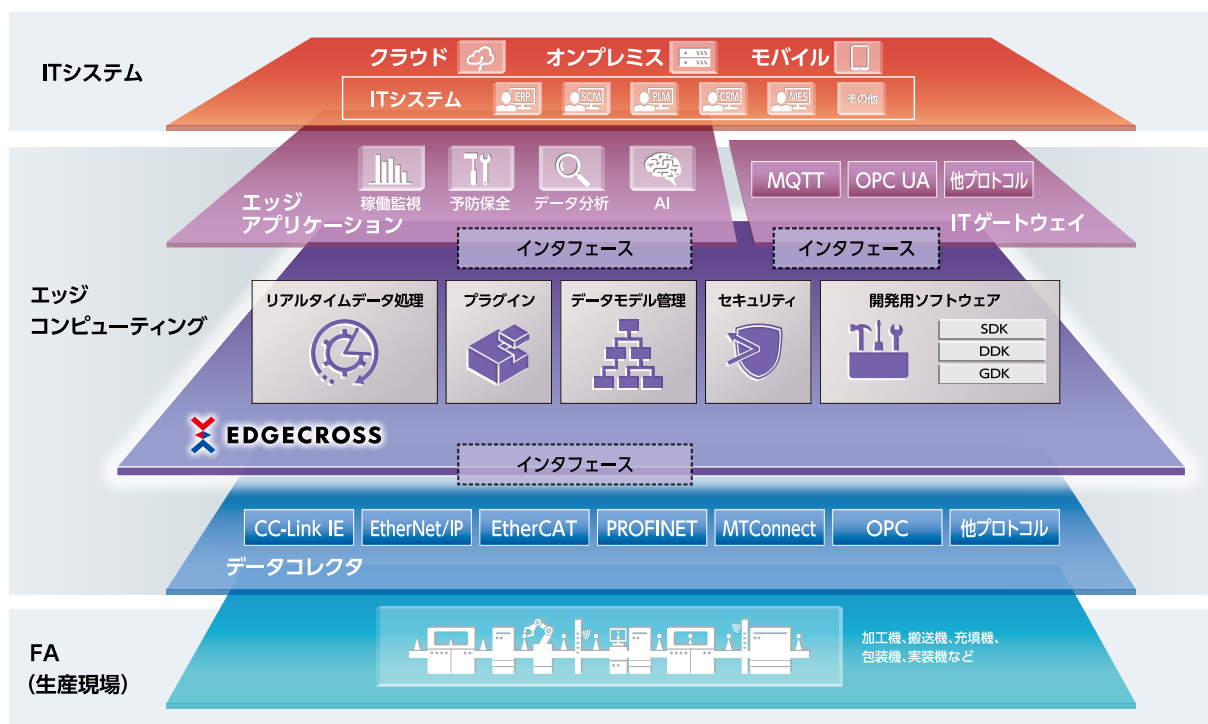 ITシステム
クラウド
オンプレミス
モバイル
ITシステム
ERP
SCM
PLM
CRM
MES
その他
エッジ
コンピューティング
稼働監視
予防保全
データ分析
AI
エッジ
アプリケーション
MQTT
OPC UA
他プロトコル
ITゲートウェイ
インタフェース
インタフェース
リアルタイムデータ処理
プラグイン
データモデル管理
セキュリティ
開発用ソフトウェア
SDK
DDK
GDK
EDGECROSS
インタフェース
CC-Link IE
EtherNet/IP
EtherCAT
PROFINET
MTConnect
OPC
他プロトコル
データコレクタ
FA
(生産現場)
加工機、搬送機、充填機、
包装機、実装機など